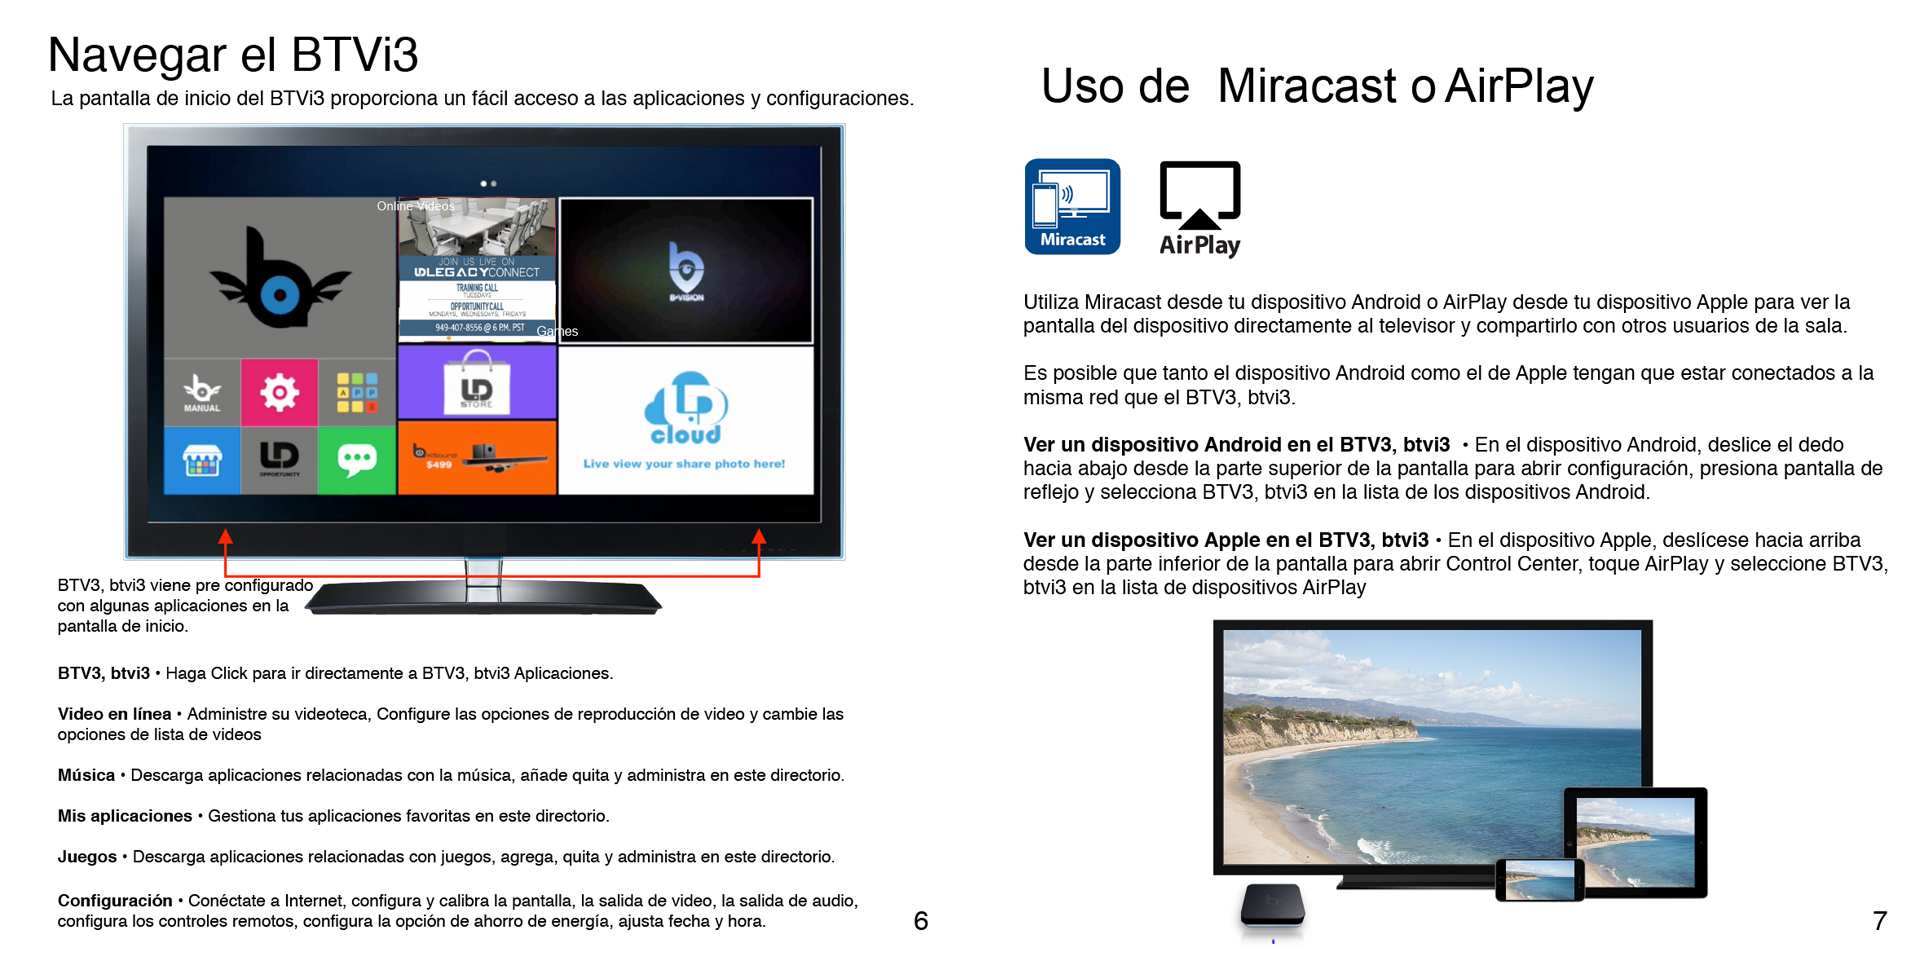 Navegar el BTVi3
La pantalla de inicio del BTVi3 proporciona un fácil acceso a las aplicaciones y configuraciones.
Online Videos
JOIN US LIVE ON
LDLEGACYCONNECT
TRAINING CALL
TUESDAYS
OPPORTUNITY CALL
MONDAYS, WEDNESDAYS, FRIDAYS
949-407-8556 @ 6 P.M. PST
Games
B•VISION
MANUAL
APPS
LD
STORE
LD
OPPORTUNITY
b
$499
LD
cloud
Live view your share photo here!
BTV3, btvi3 viene pre configurado
con algunas aplicaciones en la
pantalla de inicio.
BTV3, btvi3 • Haga Click para ir directamente a BTV3, btvi3 Aplicaciones.
Video en línea • Administre su videoteca, Configure las opciones de reproducción de video y cambie las
opciones de lista de videos
Música • Descarga aplicaciones relacionadas con la música, añade quita y administra en este directorio.
Mis aplicaciones • Gestiona tus aplicaciones favoritas en este directorio.
Juegos • Descarga aplicaciones relacionadas con juegos, agrega, quita y administra en este directorio.
Configuración • Conéctate a Internet, configura y calibra la pantalla, la salida de video, la salida de audio,
configura los controles remotos, configura la opción de ahorro de energía, ajusta fecha y hora.
6
Uso de Miracast o AirPlay
Miracast
AirPlay
Utiliza Miracast desde tu dispositivo Android o AirPlay desde tu dispositivo Apple para ver la
pantalla del dispositivo directamente al televisor y compartirlo con otros usuarios de la sala.
Es posible que tanto el dispositivo Android como el de Apple tengan que estar conectados a la
misma red que el BTV3, btvi3.
Ver un dispositivo Android en el BTV3, btvi3 • En el dispositivo Android, deslice el dedo
hacia abajo desde la parte superior de la pantalla para abrir configuración, presiona pantalla de
reflejo y selecciona BTV3, btvi3 en la lista de los dispositivos Android.
Ver un dispositivo Apple en el BTV3, btvi3 • En el dispositivo Apple, deslícese hacia arriba
desde la parte inferior de la pantalla para abrir Control Center, toque AirPlay y seleccione BTV3,
btvi3 en la lista de dispositivos AirPlay
7